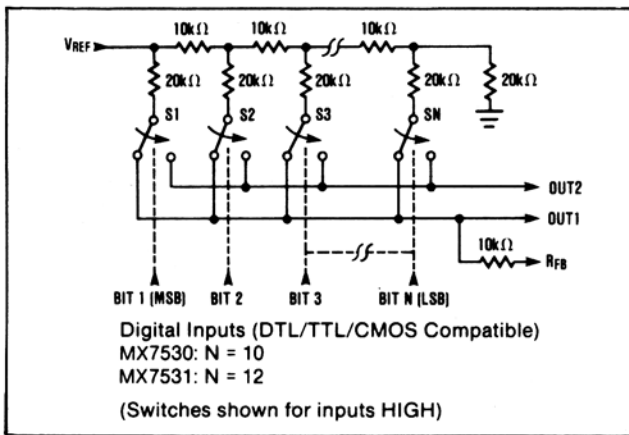 10kΩ 10kΩ 10kΩ
VREF
20kΩ 20kΩ 20kΩ 20kΩ 20kΩ
S1 S2 S3 SN
OUT2
OUT1
10kΩ
RFB
BIT 1 (MSB) BIT 2 BIT 3 BIT N (LSB)
Digital Inputs (DTL/TTL/CMOS Compatible)
MX7530: N = 10
MX7531: N = 12
(Switches shown for inputs HIGH)